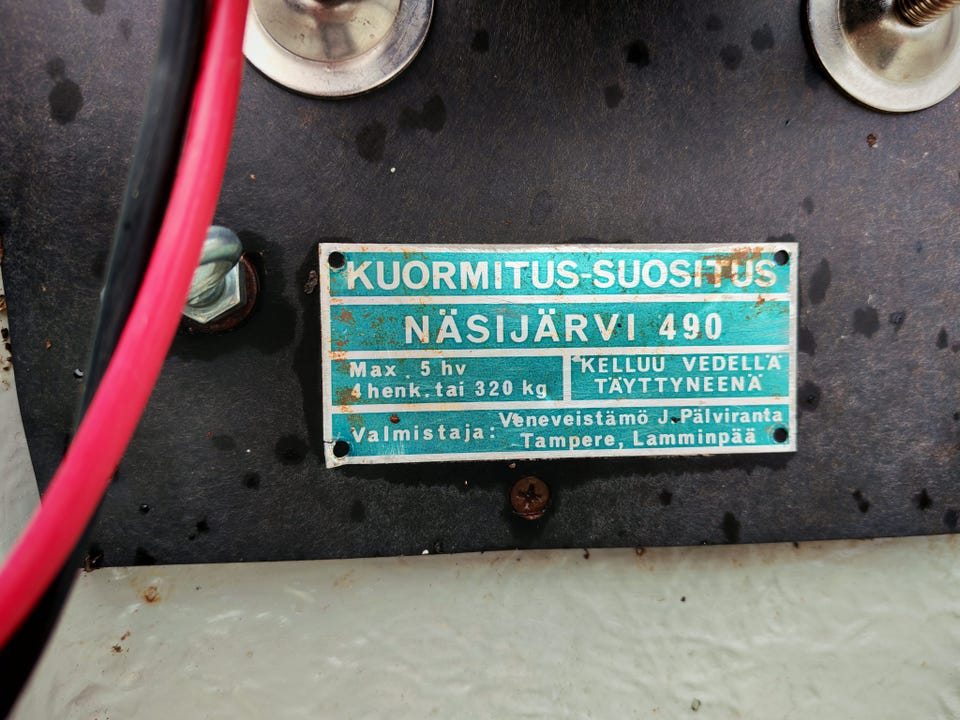 KUORMITUS-SUOSITUS
NÄSIJÄRVI 490
Max. 5 hv
4 henk. tai 320 kg
KELLUU VEDELLÄ
TÄYTTYNEENÄ
Valmistaja: Veneveistämö J. Pälviranta
Tampere, Lamminpää